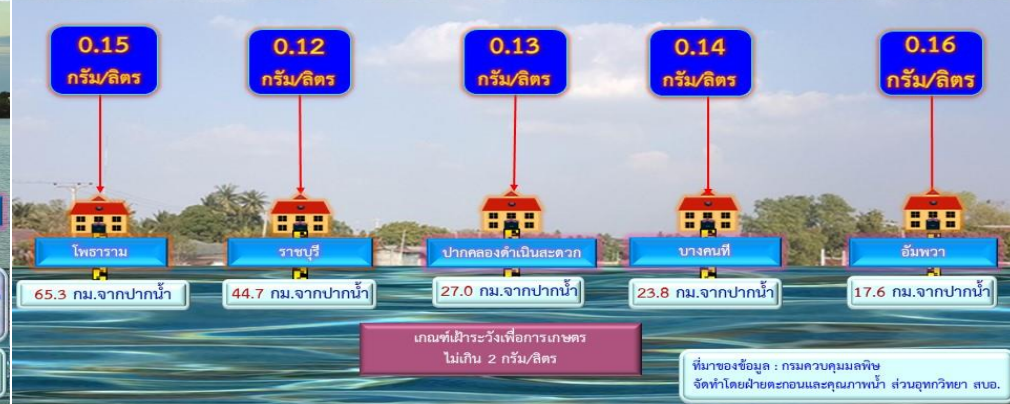 0.15
กรัม/ลิตร
0.12
กรัม/ลิตร
0.13
กรัม/ลิตร
0.14
กรัม/ลิตร
0.16
กรัม/ลิตร
โพธาราม
ราชบุรี
ปากคลองดำเนินสะดวก
บางคนที
อัมพวา
65.3 กม.จากปากน้ำ
44.7 กม.จากปากน้ำ
27.0 กม.จากปากน้ำ
23.8 กม.จากปากน้ำ
17.6 กม.จากปากน้ำ
เกณฑ์เฝ้าระวังเพื่อการเกษตร
ไม่เกิน 2 กรัม/ลิตร
ที่มาของข้อมูล : กรมควบคุมมลพิษ
จัดทำโดยฝ่ายตะกอนและคุณภาพน้ำ ส่วนอุทกวิทยา สบอ.